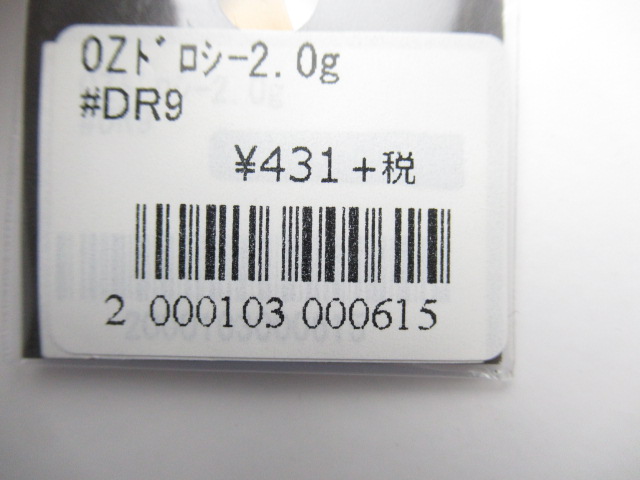 OZﾄﾞﾛｼｰ2.0g
#DR9
¥431+税
2 000103 000615